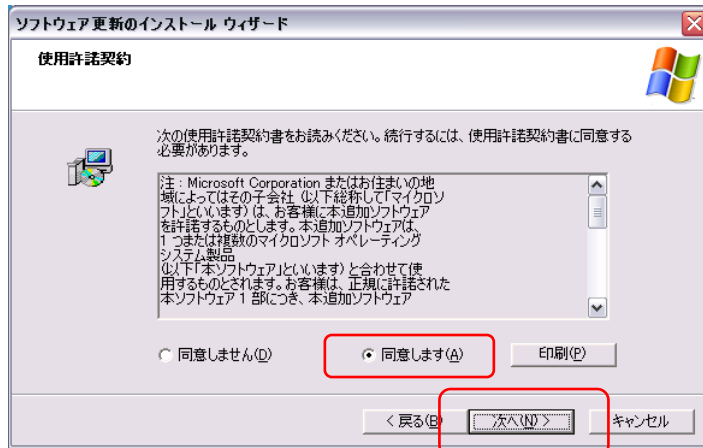 ソフトウェア更新のインストール ウィザード
使用許諾契約
次の使用許諾契約書をお読みください。続行するには、使用許諾契約書に同意する
必要があります。
注 : Microsoft Corporation またはお住まいの地
域によってはその子会社 (以下総称して「マイクロソ
フト」といいます) は、お客様に本追加ソフトウェア
を許諾するものとします。本追加ソフトウェアは、
1 つまたは複数のマイクロソフト オペレーティング
システム製品
(以下「本ソフトウェア」といいます) と合わせて使
用するものとされます。お客様は、正規に許諾された
本ソフトウェア 1 部につき、本追加ソフトウェア
同意しません(D) 同意します(A) 印刷(P)
< 戻る(B 次へ(N) > キャンセル